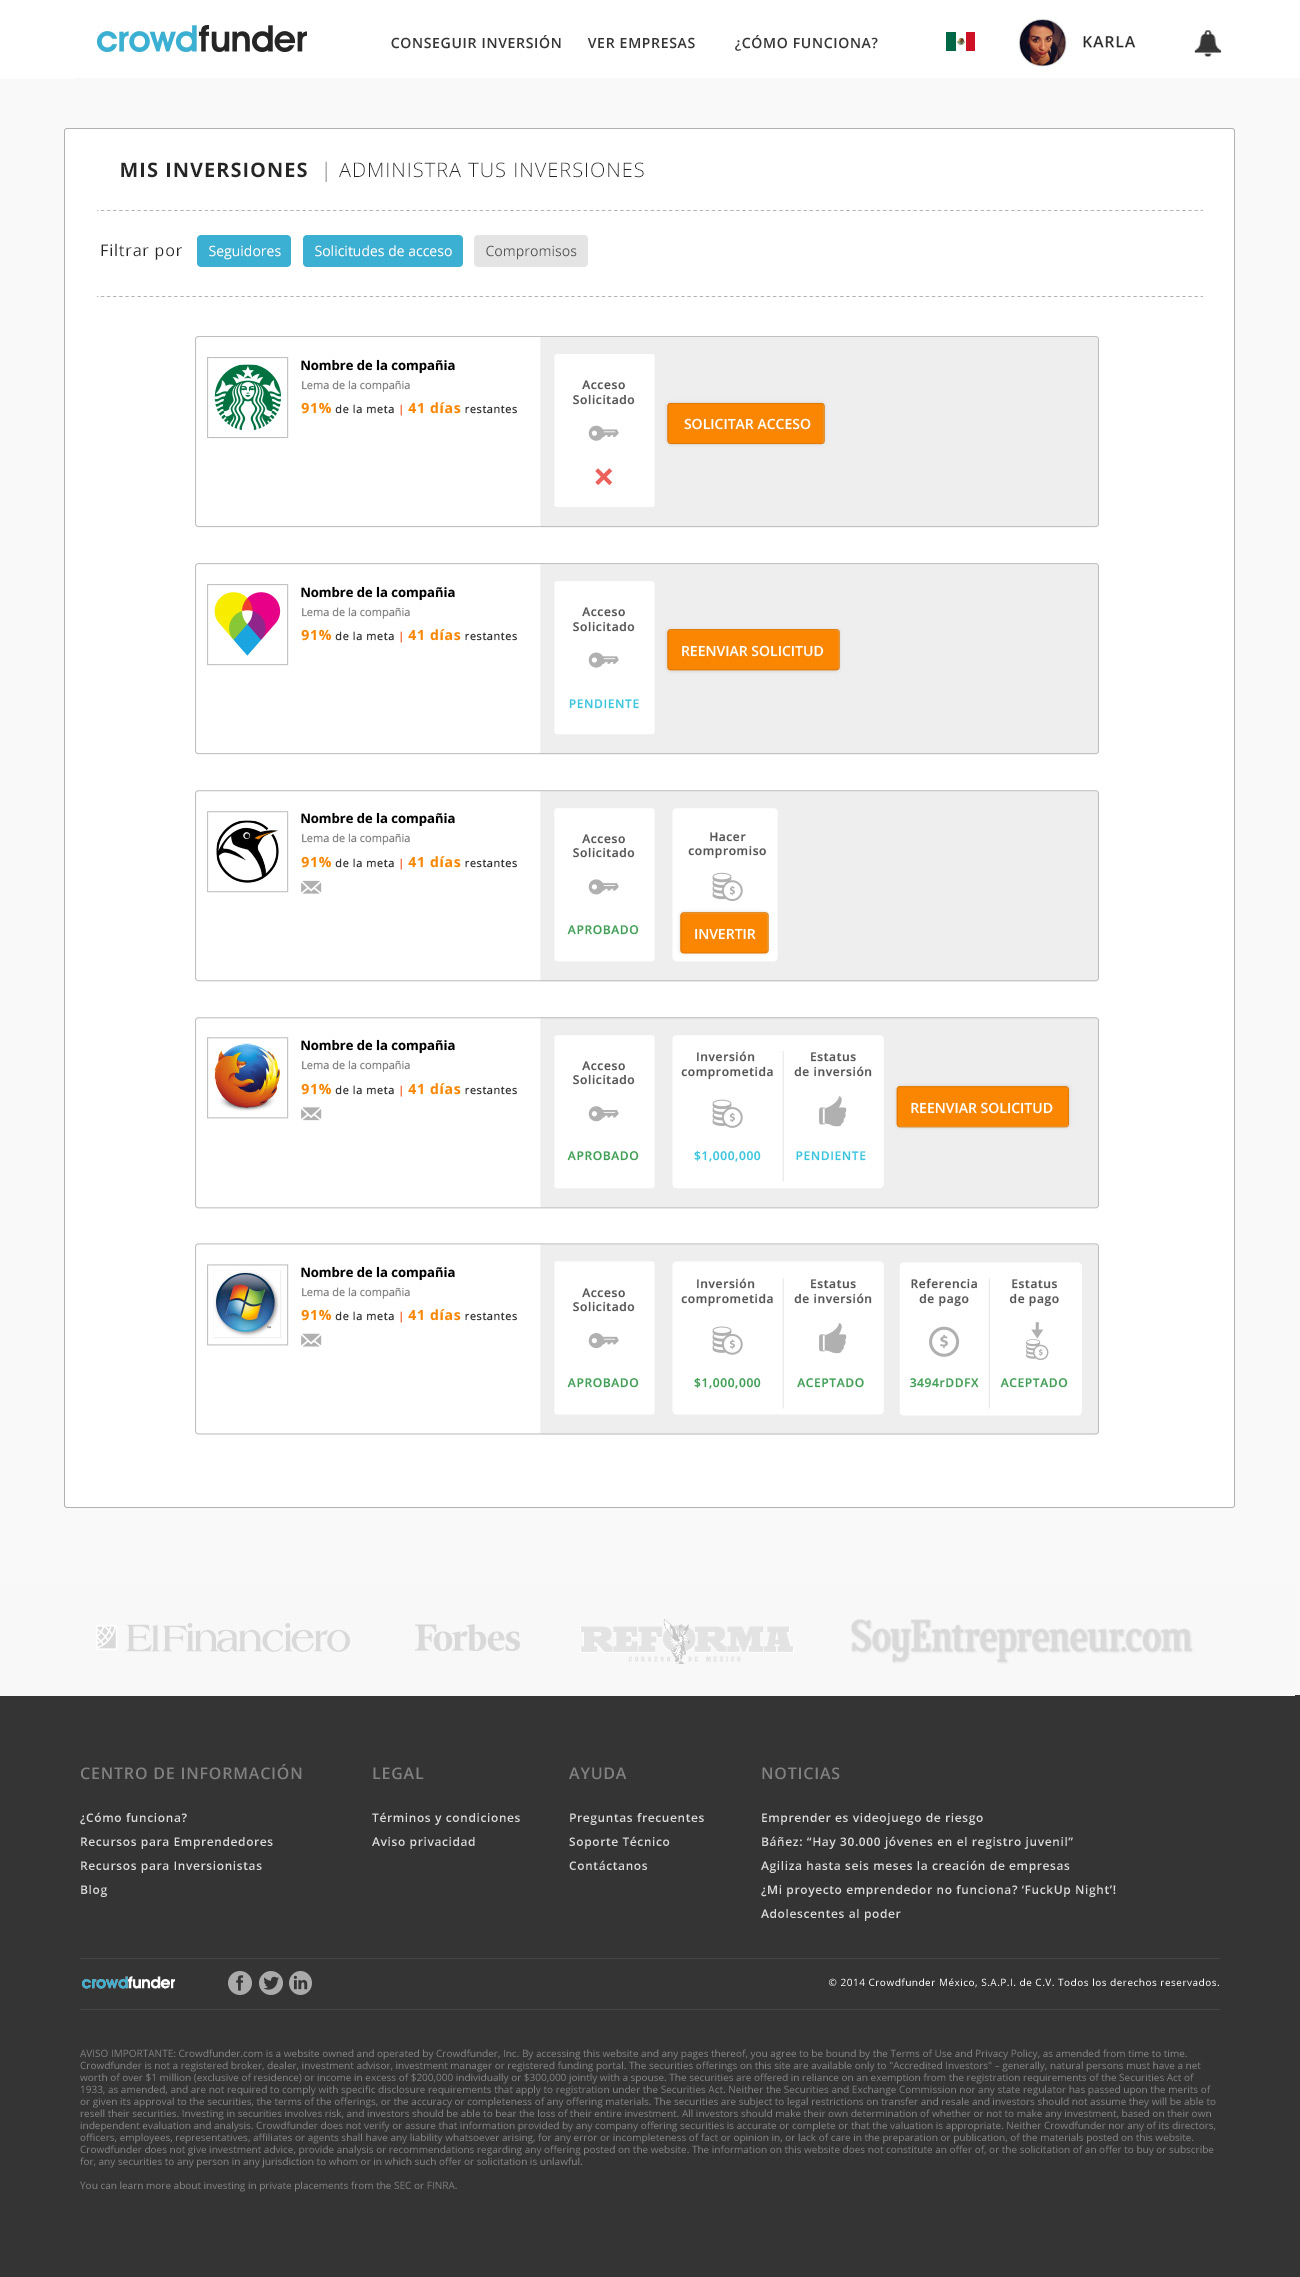 crowdfunder
CONSEGUIR INVERSIÓN VER EMPRESAS ¿CÓMO FUNCIONA? KARLA
MIS INVERSIONES | ADMINISTRA TUS INVERSIONES
Filtrar por Seguidores Solicitudes de acceso Compromisos
Nombre de la compañia
Lema de la compañia
91% de la meta | 41 días restantes
Acceso
Solicitado
SOLICITAR ACCESO
Nombre de la compañia
Lema de la compañia
91% de la meta | 41 días restantes
Acceso
Solicitado
PENDIENTE
REENVIAR SOLICITUD
Nombre de la compañia
Lema de la compañia
91% de la meta | 41 días restantes
Acceso
Solicitado
APROBADO
Hacer
compromiso
INVERTIR
Nombre de la compañia
Lema de la compañia
91% de la meta | 41 días restantes
Acceso
Solicitado
APROBADO
Inversión
comprometida
$1,000,000
Estatus
de inversión
PENDIENTE
REENVIAR SOLICITUD
Nombre de la compañia
Lema de la compañia
91% de la meta | 41 días restantes
Acceso
Solicitado
APROBADO
Inversión
comprometida
$1,000,000
Estatus
de inversión
ACEPTADO
Referencia
de pago
3494rDDFX
Estatus
de pago
ACEPTADO
El Financiero Forbes REFORMA SoyEntrepreneur.com
CORAZON DE MEXICO
CENTRO DE INFORMACIÓN
¿Cómo funciona?
Recursos para Emprendedores
Recursos para Inversionistas
Blog
LEGAL
Términos y condiciones
Aviso privacidad
AYUDA
Preguntas frecuentes
Soporte Técnico
Contáctanos
NOTICIAS
Emprender es videojuego de riesgo
Báñez: “Hay 30.000 jóvenes en el registro juvenil”
Agiliza hasta seis meses la creación de empresas
¿Mi proyecto emprendedor no funciona? ‘FuckUp Night’!
Adolescentes al poder
crowdfunder
© 2014 Crowdfunder México, S.A.P.I. de C.V. Todos los derechos reservados.
AVISO IMPORTANTE: Crowdfunder.com is a website owned and operated by Crowdfunder, Inc. By accessing this website and any pages thereof, you agree to be bound by the Terms of Use and Privacy Policy, as amended from time to time.
Crowdfunder is not a registered broker, dealer, investment advisor, investment manager or registered funding portal. The securities offerings on this site are available only to "Accredited Investors" – generally, natural persons must have a net
worth of over $1 million (exclusive of residence) or income in excess of $200,000 individually or $300,000 jointly with a spouse. The securities are offered in reliance on an exemption from the registration requirements of the Securities Act of
1933, as amended, and are not required to comply with specific disclosure requirements that apply to registration under the Securities Act. Neither the Securities and Exchange Commission nor any state regulator has passed upon the merits of
or given its approval to the securities, the terms of the offerings, or the accuracy or completeness of any offering materials. The securities are subject to legal restrictions on transfer and resale and investors should not assume they will be able to
resell their securities. Investing in securities involves risk, and investors should be able to bear the loss of their entire investment. All investors should make their own determination of whether or not to make any investment, based on their own
independent evaluation and analysis. Crowdfunder does not verify or assure that information provided by any company offering securities is accurate or complete or that the valuation is appropriate. Neither Crowdfunder nor any of its directors,
officers, employees, representatives, affiliates or agents shall have any liability whatsoever arising, for any error or incompleteness of fact or opinion in, or lack of care in the preparation or publication, of the materials posted on this website.
Crowdfunder does not give investment advice, provide analysis or recommendations regarding any offering posted on the website. The information on this website does not constitute an offer of, or the solicitation of an offer to buy or subscribe
for, any securities to any person in any jurisdiction to whom or in which such offer or solicitation is unlawful.
You can learn more about investing in private placements from the SEC or FINRA.